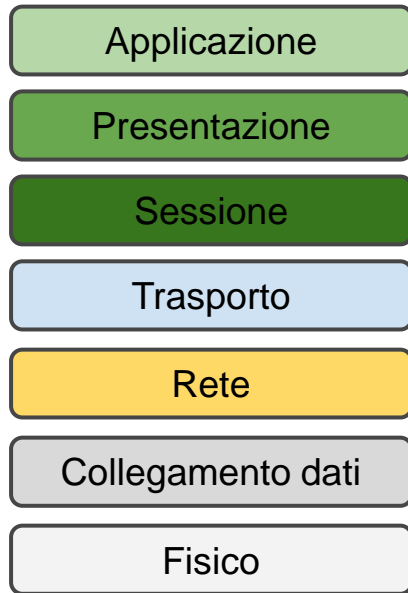 Applicazione
Presentazione
Sessione
Trasporto
Rete
Collegamento dati
Fisico